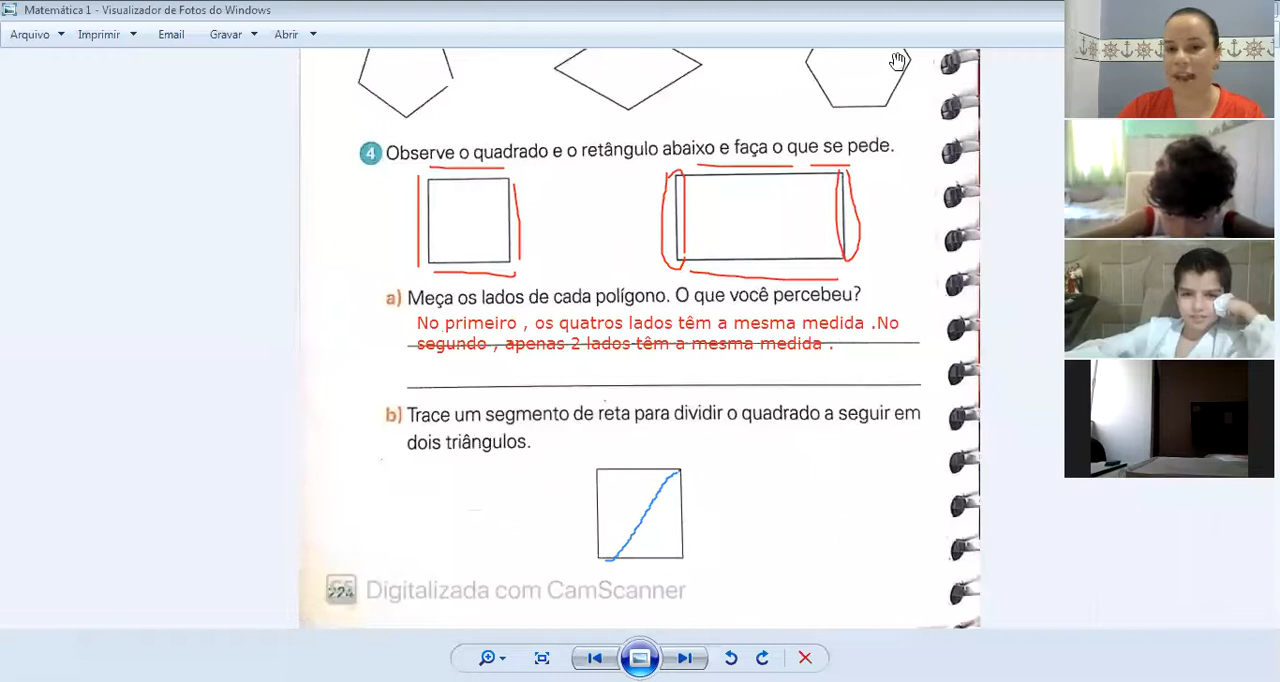 Matemática 1 - Visualizador de Fotos do Windows
Arquivo Imprimir Email Gravar Abrir
4 Observe o quadrado e o retângulo abaixo e faça o que se pede.
a) Meça os lados de cada polígono. O que você percebeu?
No primeiro , os quatros lados têm a mesma medida .No
segundo , apenas 2 lados têm a mesma medida .
b) Trace um segmento de reta para dividir o quadrado a seguir em
dois triângulos.
CS
224 Digitalizada com CamScanner